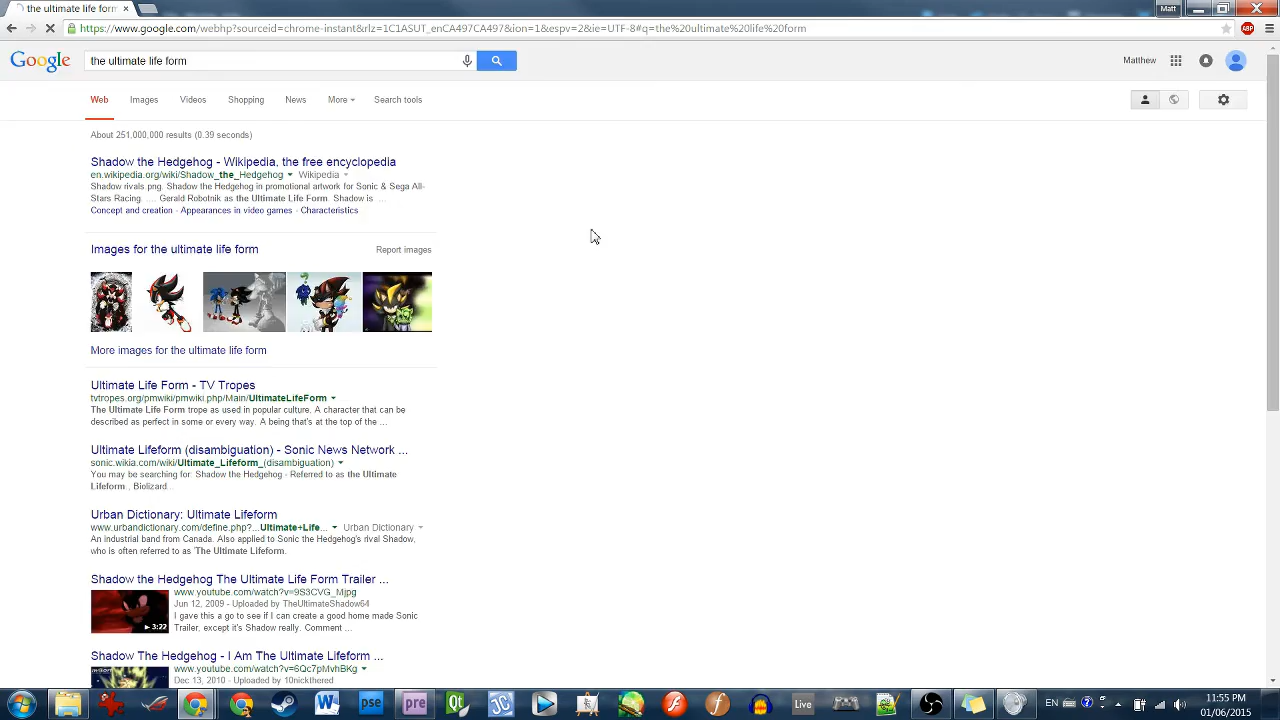 the ultimate life form
Matt
https://www.google.com/webhp?sourceid=chrome-instant&rlz=1C1ASUT_enCA497CA497&ion=1&espv=2&ie=UTF-8#q=the%20ultimate%20life%20form
ABP
Google
the ultimate life form
Matthew
Web Images Videos Shopping News More Search tools
About 251,000,000 results (0.39 seconds)
Shadow the Hedgehog - Wikipedia, the free encyclopedia
en.wikipedia.org/wiki/Shadow_the_Hedgehog Wikipedia
Shadow rivals png. Shadow the Hedgehog in promotional artwork for Sonic & Sega All-
Stars Racing. ... Gerald Robotnik as the Ultimate Life Form. Shadow is ...
Concept and creation - Appearances in video games - Characteristics
Images for the ultimate life form
Report images
More images for the ultimate life form
Ultimate Life Form - TV Tropes
tvtropes.org/pmwiki/pmwiki.php/Main/UltimateLifeForm
The Ultimate Life Form trope as used in popular culture. A character that can be
described as perfect in some or every way. A being that's at the top of the ...
Ultimate Lifeform (disambiguation) - Sonic News Network ...
sonic.wikia.com/wiki/Ultimate_Lifeform_(disambiguation)
You may be searching for: Shadow the Hedgehog - Referred to as the Ultimate
Lifeform., Biolizard...
Urban Dictionary: Ultimate Lifeform
www.urbandictionary.com/define.php?...Ultimate+Life... Urban Dictionary
An industrial band from Canada. Also applied to Sonic the Hedgehog's rival Shadow,
who is often referred to as 'The Ultimate Lifeform.
Shadow the Hedgehog The Ultimate Life Form Trailer ...
www.youtube.com/watch?v=9S3CVG_Mjpg
Jun 12, 2009 - Uploaded by TheUltimateShadow64
I gave this a go to see if I can create a good home made Sonic
Trailer, except it's Shadow really. Comment ...
3:22
Shadow The Hedgehog - I Am The Ultimate Lifeform ...
www.youtube.com/watch?v=6Qc7pMvhBKg
Dec 13, 2010 - Uploaded by 10nickthered
pse
pre
Qt
JC
Live
EN
11:55 PM
01/06/2015